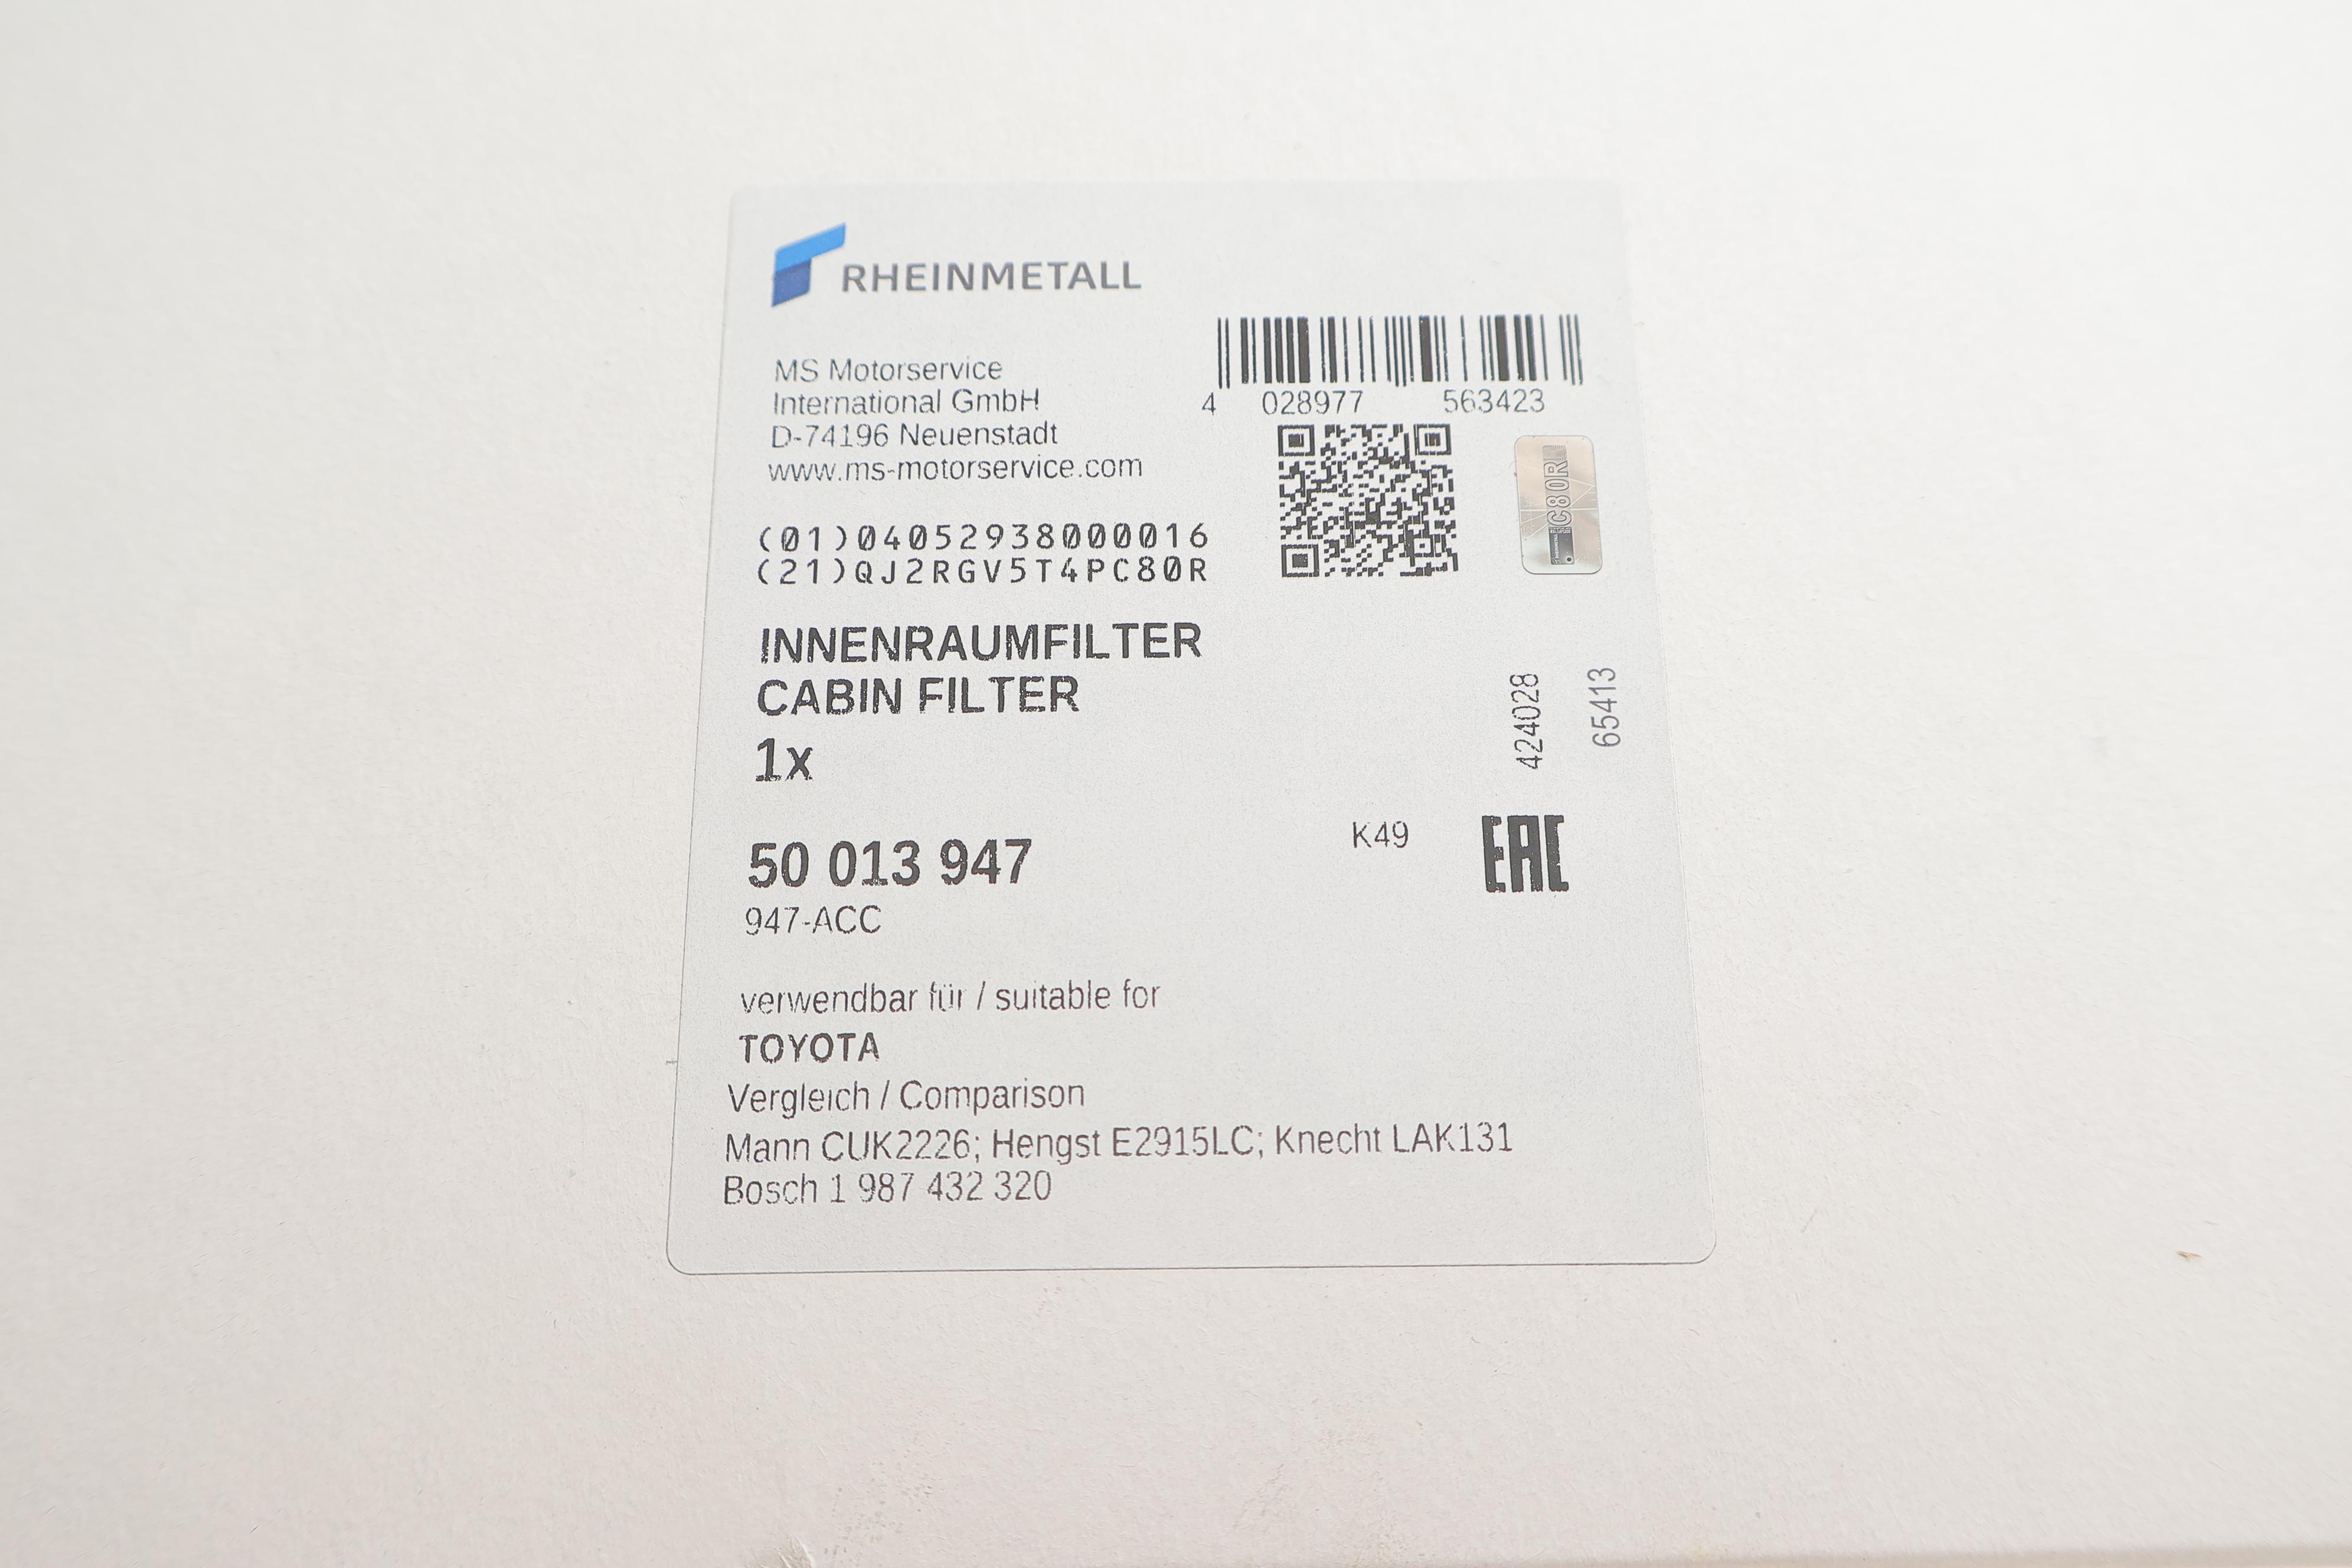 RHEINMETALL
MS Motorservice
International GmbH
D-74196 Neuenstadt
www.ms-motorservice.com
4 028977 563423
(01)04052938000016
(21)QJ2RGV5T4PC80R
C80R
INNENRAUMFILTER
CABIN FILTER
1x
424028
65413
50 013 947
K49
EAC
947-ACC
verwendbar für / suitable for
TOYOTA
Vergleich / Comparison
Mann CUK2226; Hengst E2915LC; Knecht LAK131
Bosch 1 987 432 320